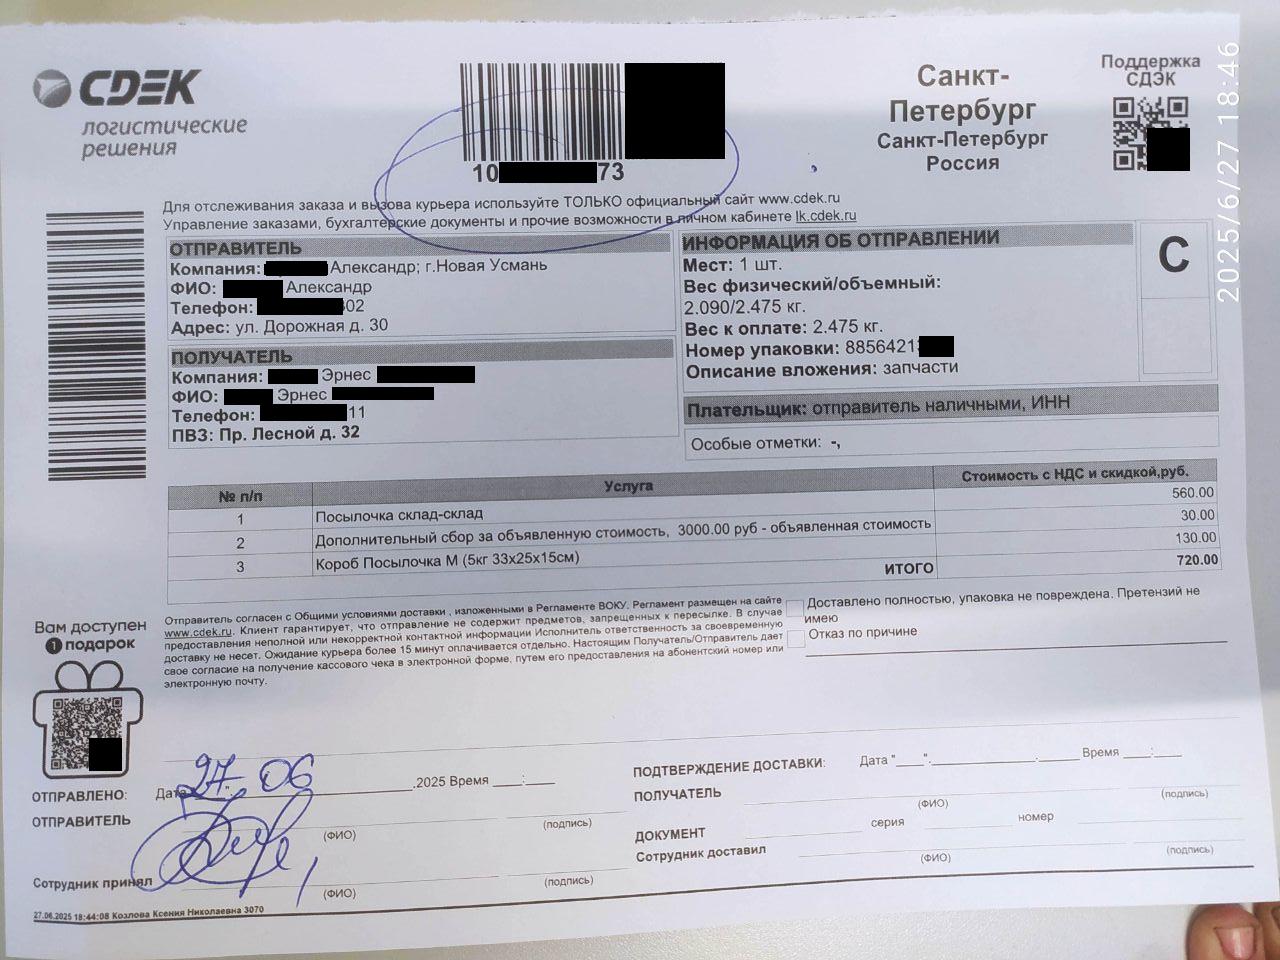 CDEK
логистические
решения
10 73
Санкт-
Петербург
Санкт-Петербург
Россия
Поддержка
СДЭК
2025/6/27 18:46
Для отслеживания заказа и вызова курьера используйте ТОЛЬКО официальный сайт www.cdek.ru
Управление заказами, бухгалтерские документы и прочие возможности в личном кабинете lk.cdek.ru
ОТПРАВИТЕЛЬ
Компания: Александр; г.Новая Усмань
ФИО: Александр
Телефон: 302
Адрес: ул. Дорожная д. 30
ПОЛУЧАТЕЛЬ
Компания: Эрнес
ФИО: Эрнес
Телефон: 11
ПВЗ: Пр. Лесной д. 32
ИНФОРМАЦИЯ ОБ ОТПРАВЛЕНИИ
Мест: 1 шт.
Вес физический/объемный:
2.090/2.475 кг.
Вес к оплате: 2.475 кг.
Номер упаковки: 8856421
Описание вложения: запчасти
С
Плательщик: отправитель наличными, ИНН
Особые отметки: -,
№ п/п Услуга Стоимость с НДС и скидкой,руб.
1 Посылочка склад-склад 560.00
2 Дополнительный сбор за объявленную стоимость, 3000.00 руб - объявленная стоимость 30.00
3 Короб Посылочка М (5кг 33х25х15см) 130.00
ИТОГО 720.00
Отправитель согласен с Общими условиями доставки , изложенными в Регламенте ВОКУ. Регламент размещен на сайте
www.cdek.ru. Клиент гарантирует, что отправление не содержит предметов, запрещенных к пересылке. В случае
предоставления неполной или некорректной контактной информации Исполнитель ответственность за своевременную
доставку не несет. Ожидание курьера более 15 минут оплачивается отдельно. Настоящим Получатель/Отправитель дает
свое согласие на получение кассового чека в электронной форме, путем его предоставления на абонентский номер или
электронную почту.
Доставлено полностью, упаковка не повреждена. Претензий не
имею
Отказ по причине
Вам доступен
1 подарок
ОТПРАВЛЕНО: Дата "27" 06 .2025 Время ___:___
ОТПРАВИТЕЛЬ
(ФИО) (подпись)
Сотрудник принял
(ФИО) (подпись)
ПОДТВЕРЖДЕНИЕ ДОСТАВКИ: Дата "___"._______.____ Время ___:___
ПОЛУЧАТЕЛЬ
(ФИО) (подпись)
ДОКУМЕНТ серия номер
Сотрудник доставил
(ФИО) (подпись)
27.06.2025 18:44:08 Козлова Ксения Николаевна 3070